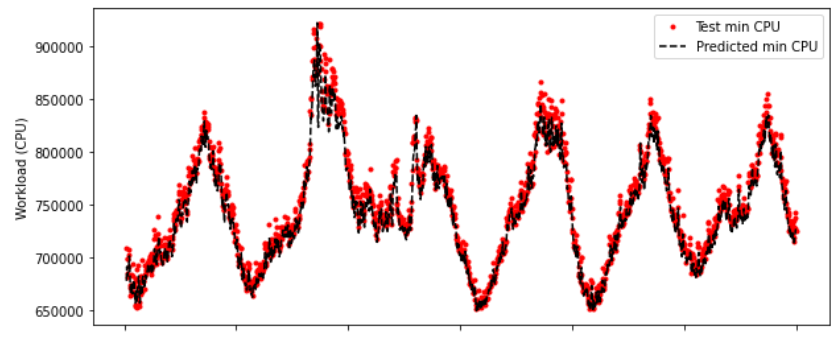 Test min CPU
Predicted min CPU
Workload (CPU)
900000
850000
800000
750000
700000
650000